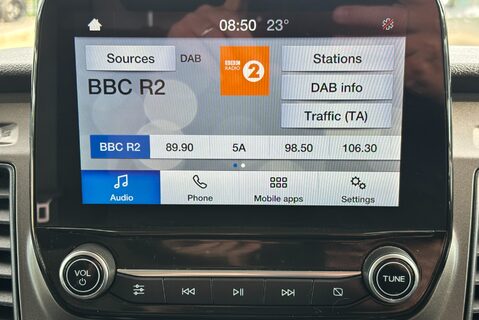 08:50 23°
Sources DAB
BBC
RADIO 2
Stations
BBC R2
DAB info
Traffic (TA)
BBC R2 89.90 5A 98.50 106.30
Audio Phone Mobile apps Settings
VOL
TUNE